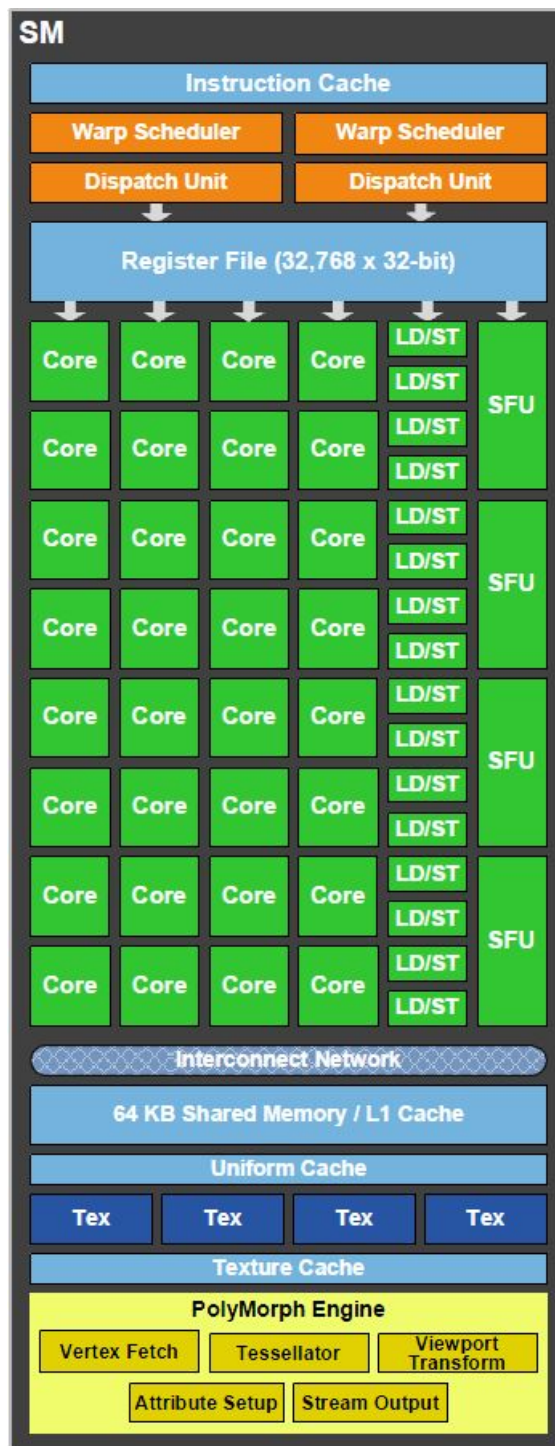 SM
Instruction Cache
Warp Scheduler Warp Scheduler
Dispatch Unit Dispatch Unit
Register File (32,768 x 32-bit)
Core Core Core Core LD/ST SFU
LD/ST
Core Core Core Core LD/ST
LD/ST
Core Core Core Core LD/ST SFU
LD/ST
Core Core Core Core LD/ST
LD/ST
Core Core Core Core LD/ST SFU
LD/ST
Core Core Core Core LD/ST
LD/ST
Core Core Core Core LD/ST SFU
LD/ST
Core Core Core Core LD/ST
LD/ST
Interconnect Network
64 KB Shared Memory / L1 Cache
Uniform Cache
Tex Tex Tex Tex
Texture Cache
PolyMorph Engine
Vertex Fetch Tessellator Viewport
Transform
Attribute Setup Stream Output